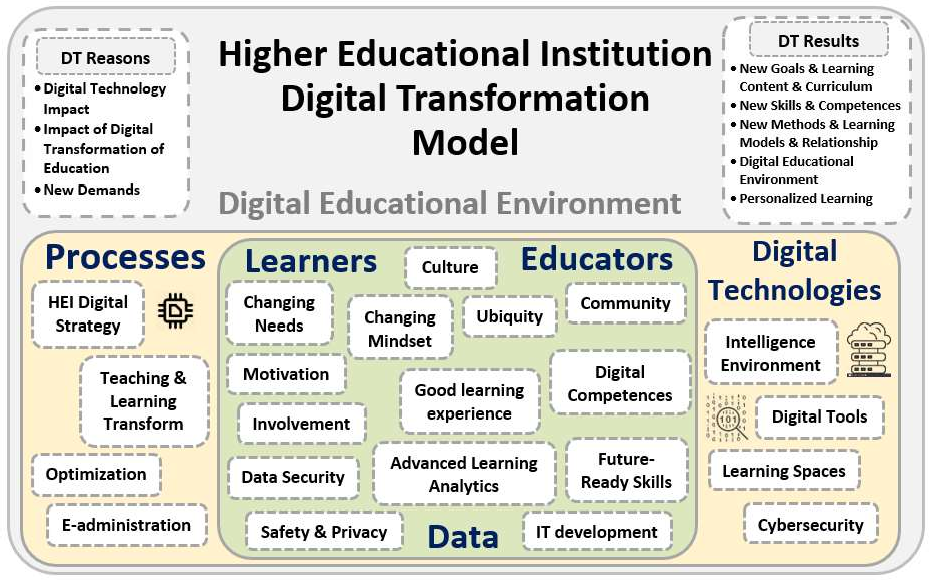 DT Reasons
• Digital Technology
Impact
• Impact of Digital
Transformation of
Education
• New Demands
Higher Educational Institution
Digital Transformation
Model
Digital Educational Environment
DT Results
• New Goals & Learning
Content & Curriculum
• New Skills & Competences
• New Methods & Learning
Models & Relationship
• Digital Educational
Environment
• Personalized Learning
Processes
HEI Digital
Strategy
Teaching &
Learning
Transform
Optimization
E-administration
Learners
Culture
Educators
Changing
Needs
Changing
Mindset
Ubiquity
Community
Motivation
Good learning
experience
Digital
Competences
Involvement
Data Security
Advanced Learning
Analytics
Future-
Ready Skills
Safety & Privacy
Data
IT development
Digital
Technologies
Intelligence
Environment
101
Digital Tools
Learning Spaces
Cybersecurity